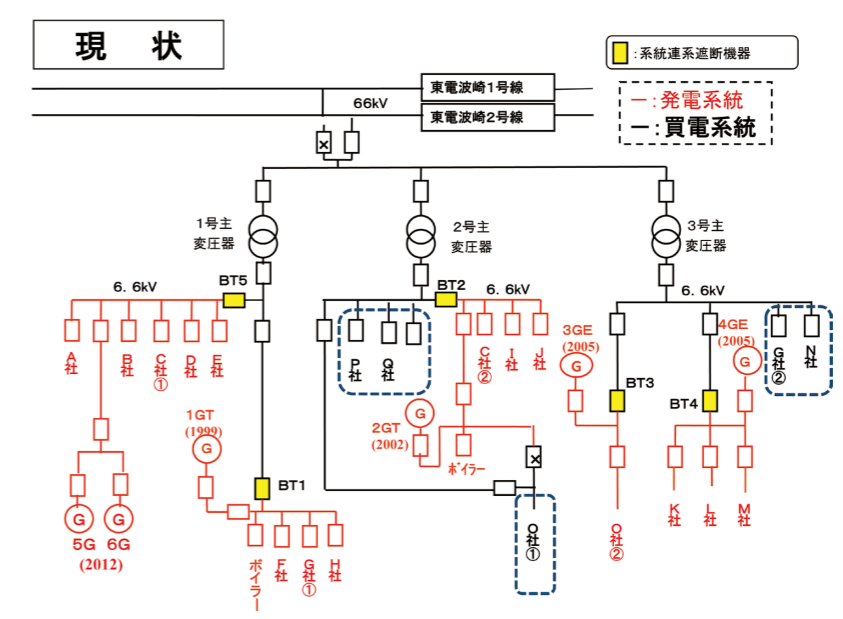 現 状
:系統連系遮断機器
東電波崎1号線
66kV
東電波崎2号線
ー:発電系統
ー:買電系統
×
1号主
変圧器
2号主
変圧器
3号主
変圧器
6.6kV
BT5
BT2
6.6kV
6.6kV
A社
B社
C社①
D社
E社
P社
Q社
C社②
I社
J社
3GE
(2005)
G
4GE
(2005)
G
G社②
N社
BT3
BT4
1GT
(1999)
G
2GT
(2002)
G
ボイラー
×
BT1
G
G
5G
6G
(2012)
ボイラー
F社
G社①
H社
O社①
O社②
K社
L社
M社